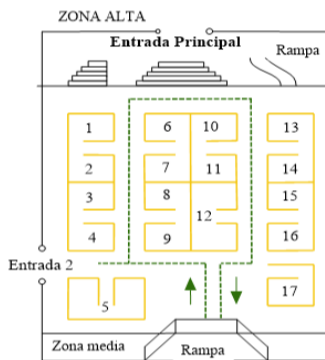 ZONA ALTA
Entrada Principal
Rampa
1 6 10 13
2 7 11 14
3 8 15
12
4 9 16
Entrada 2
17
5
Zona media Rampa